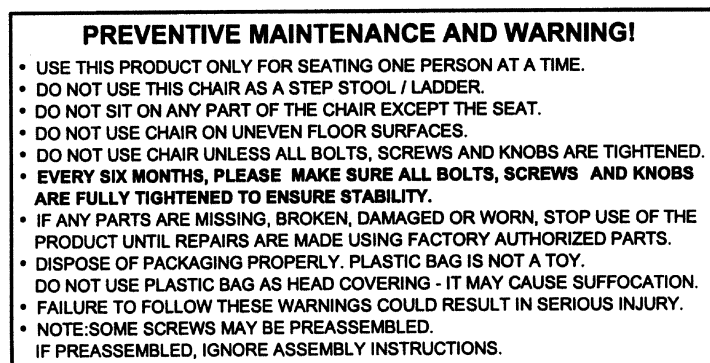 PREVENTIVE MAINTENANCE AND WARNING!
• USE THIS PRODUCT ONLY FOR SEATING ONE PERSON AT A TIME.
• DO NOT USE THIS CHAIR AS A STEP STOOL / LADDER.
• DO NOT SIT ON ANY PART OF THE CHAIR EXCEPT THE SEAT.
• DO NOT USE CHAIR ON UNEVEN FLOOR SURFACES.
• DO NOT USE CHAIR UNLESS ALL BOLTS, SCREWS AND KNOBS ARE TIGHTENED.
• EVERY SIX MONTHS, PLEASE MAKE SURE ALL BOLTS, SCREWS AND KNOBS
ARE FULLY TIGHTENED TO ENSURE STABILITY.
• IF ANY PARTS ARE MISSING, BROKEN, DAMAGED OR WORN, STOP USE OF THE
PRODUCT UNTIL REPAIRS ARE MADE USING FACTORY AUTHORIZED PARTS.
• DISPOSE OF PACKAGING PROPERLY. PLASTIC BAG IS NOT A TOY.
DO NOT USE PLASTIC BAG AS HEAD COVERING - IT MAY CAUSE SUFFOCATION.
• FAILURE TO FOLLOW THESE WARNINGS COULD RESULT IN SERIOUS INJURY.
• NOTE:SOME SCREWS MAY BE PREASSEMBLED.
IF PREASSEMBLED, IGNORE ASSEMBLY INSTRUCTIONS.